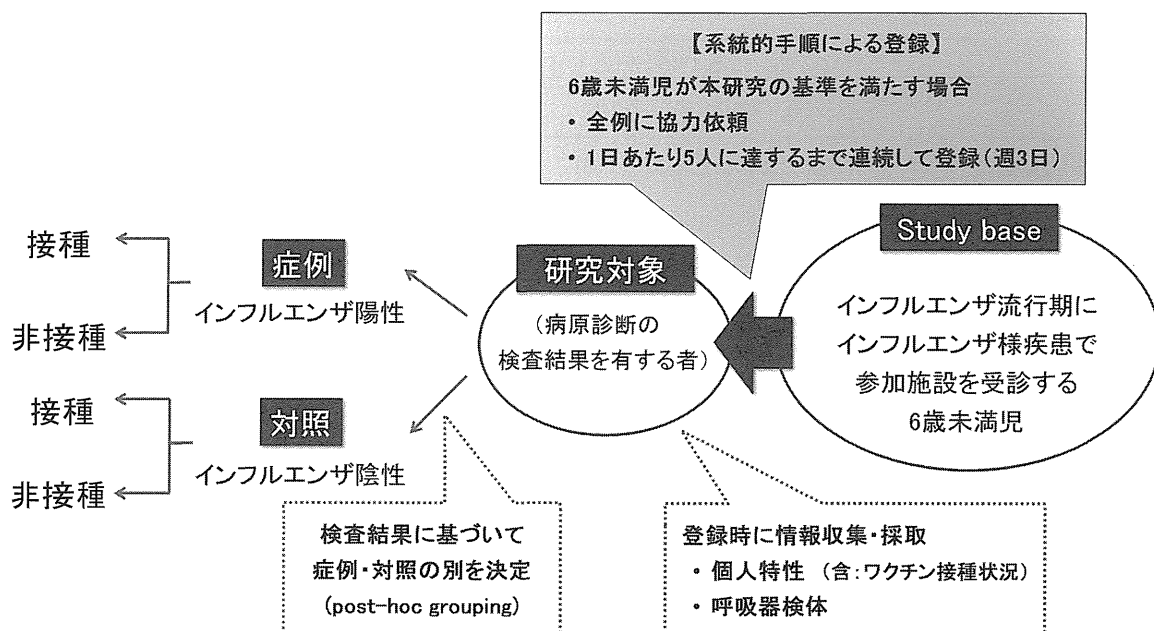 【系統的手順による登録】
6歳未満児が本研究の基準を満たす場合
・ 全例に協力依頼
・ 1日あたり5人に達するまで連続して登録(週3日)
Study base
インフルエンザ流行期に
インフルエンザ様疾患で
参加施設を受診する
6歳未満児
研究対象
(病原診断の
検査結果を有する者)
症例
インフルエンザ陽性
接種
非接種
対照
インフルエンザ陰性
接種
非接種
検査結果に基づいて
症例・対照の別を決定
(post-hoc grouping)
登録時に情報収集・採取
・ 個人特性 (含:ワクチン接種状況)
・ 呼吸器検体